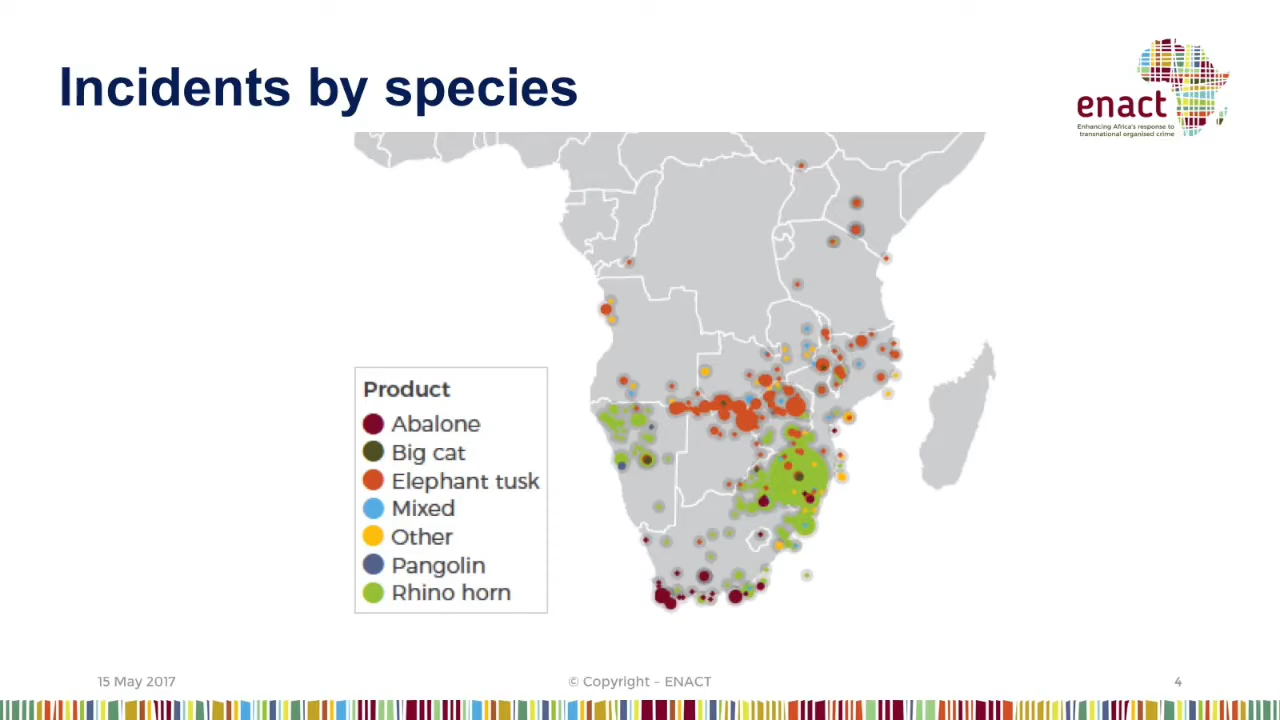 Incidents by species
enact
Enhancing Africa's response to
transnational organised crime
Product
Abalone
Big cat
Elephant tusk
Mixed
Other
Pangolin
Rhino horn
15 May 2017
© Copyright – ENACT
4